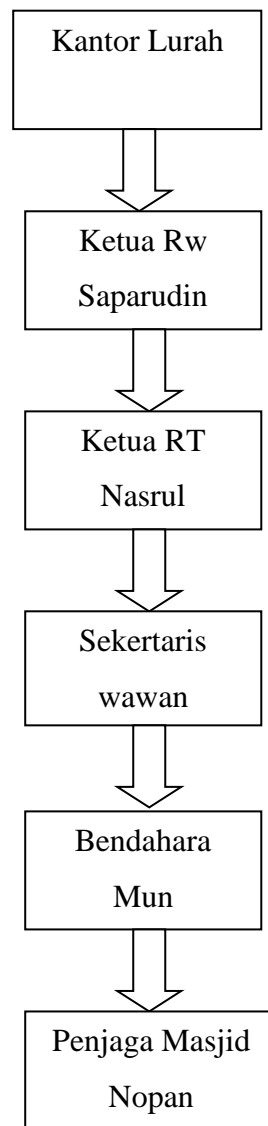 Kantor Lurah
Ketua Rw
Saparudin
Ketua RT
Nasrul
Sekertaris
wawan
Bendahara
Mun
Penjaga Masjid
Nopan